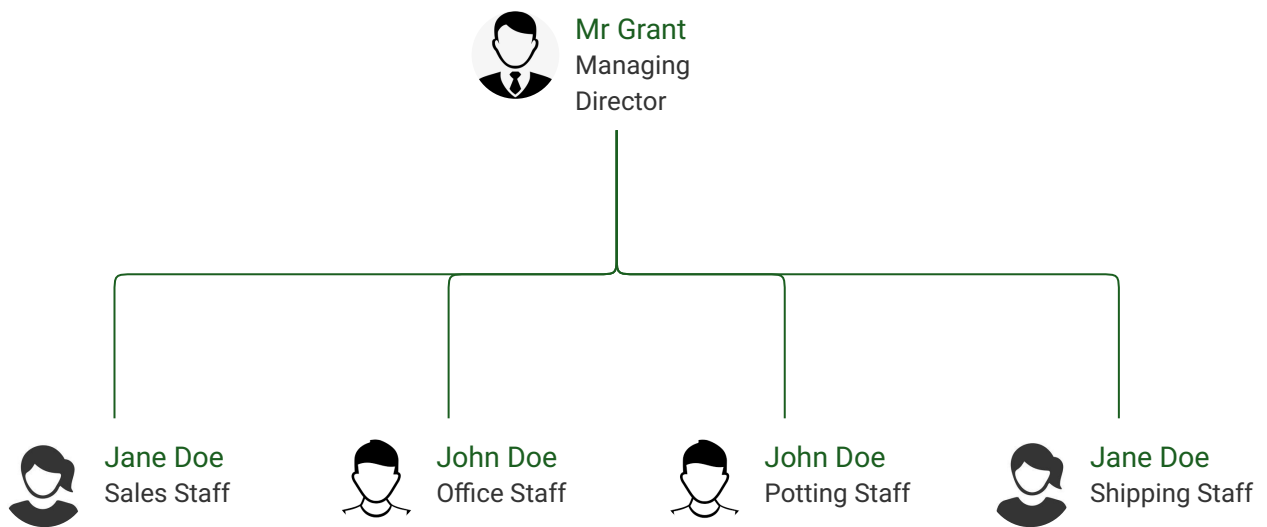 Mr Grant
Managing
Director
Jane Doe
Sales Staff
John Doe
Office Staff
John Doe
Potting Staff
Jane Doe
Shipping Staff